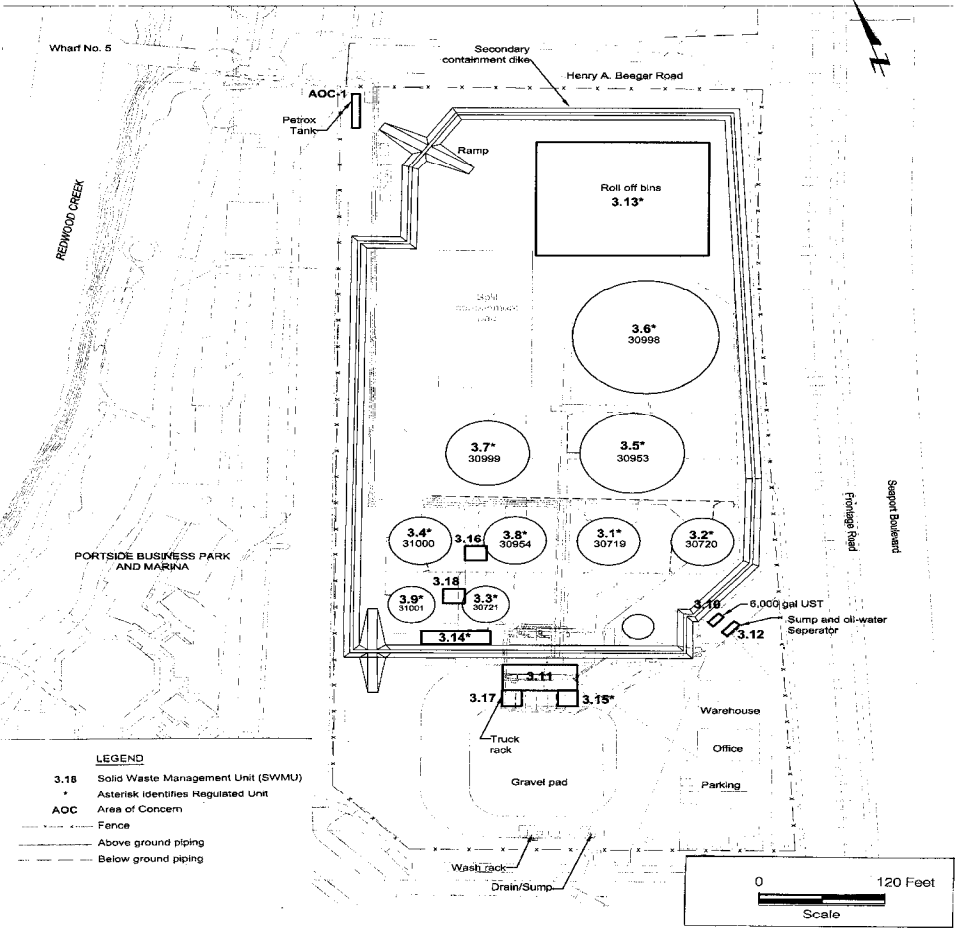 Wharf No. 5
Secondary
containment dike
Henry A. Beeger Road
AOC-1
Petrox
Tank
Ramp
Roll off bins
3.13*
REDWOOD CREEK
3.6*
30998
3.7*
30999
3.5*
30953
Frontage Road
Seaport Boulevard
3.4*
31000
3.16
3.8*
30954
3.1*
30719
3.2*
30720
PORTSIDE BUSINESS PARK
AND MARINA
3.18
3.9*
31001
3.3*
30721
3.10
6,000 gal UST
Sump and oil-water
Seperator
3.12
3.14*
3.11
3.17
3.15*
Truck
rack
Warehouse
Office
Gravel pad
Parking
Wash rack
Drain/Sump
LEGEND
3.18 Solid Waste Management Unit (SWMU)
* Asterisk identifies Regulated Unit
AOC Area of Concern
Fence
Above ground piping
Below ground piping
0 120 Feet
Scale